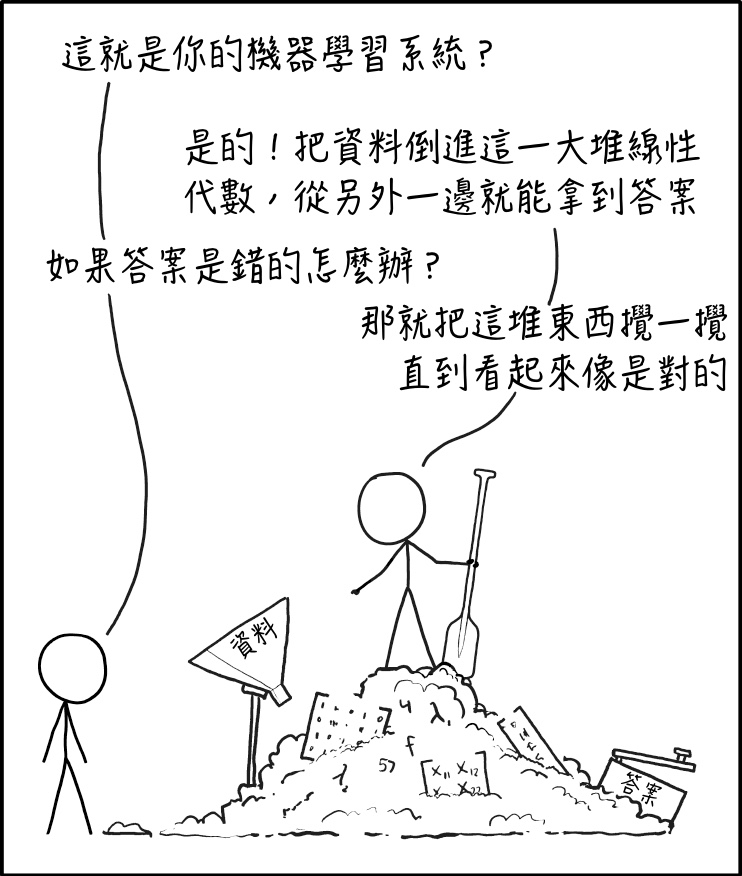 這就是你的機器學習系統？
是的！把資料倒進這一大堆線性
代數，從另外一邊就能拿到答案
如果答案是錯的怎麼辦？
那就把這堆東西攪一攪
直到看起來像是對的
資料
答案